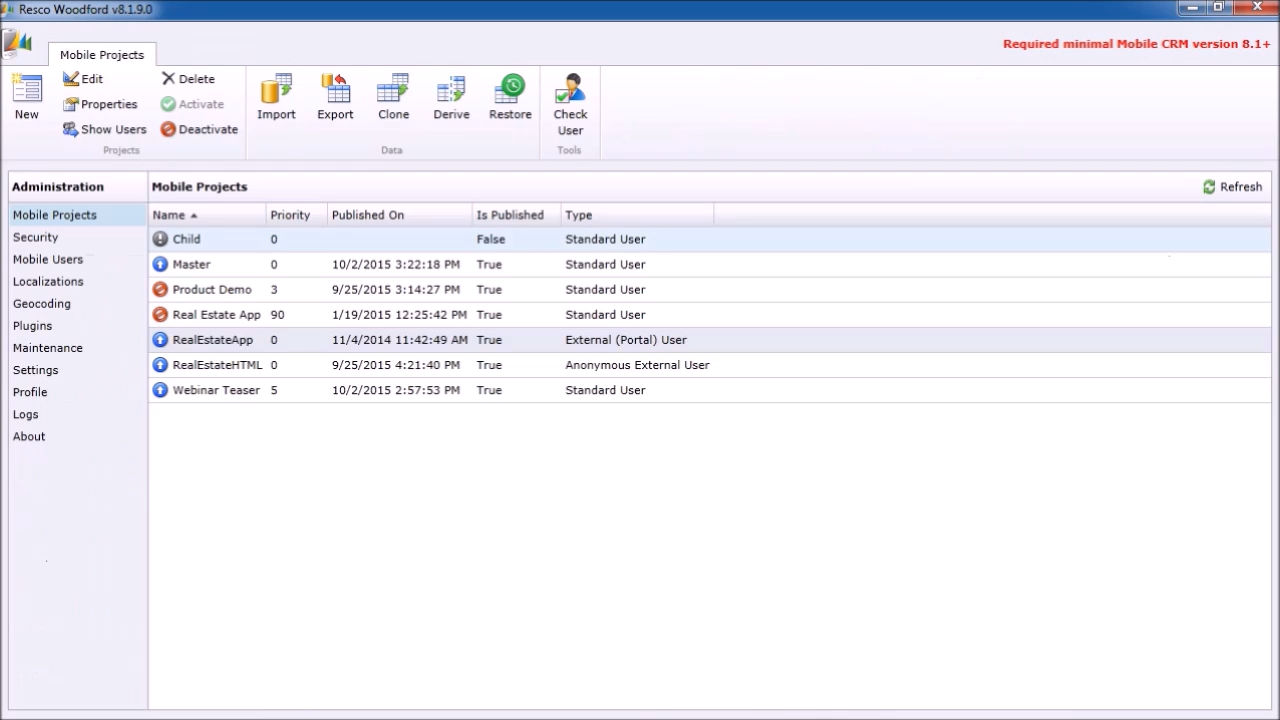 Resco Woodford v8.1.9.0
Mobile Projects
Required minimal Mobile CRM version 8.1+
New
Edit
Properties
Show Users
Delete
Activate
Deactivate
Projects
Import
Export
Clone
Derive
Restore
Data
Check
User
Tools
Administration
Mobile Projects
Security
Mobile Users
Localizations
Geocoding
Plugins
Maintenance
Settings
Profile
Logs
About
Mobile Projects
Refresh
Name Priority Published On Is Published Type
Child 0 False Standard User
Master 0 10/2/2015 3:22:18 PM True Standard User
Product Demo 3 9/25/2015 3:14:27 PM True Standard User
Real Estate App 90 1/19/2015 12:25:42 PM True Standard User
RealEstateApp 0 11/4/2014 11:42:49 AM True External (Portal) User
RealEstateHTML 0 9/25/2015 4:21:40 PM True Anonymous External User
Webinar Teaser 5 10/2/2015 2:57:53 PM True Standard User